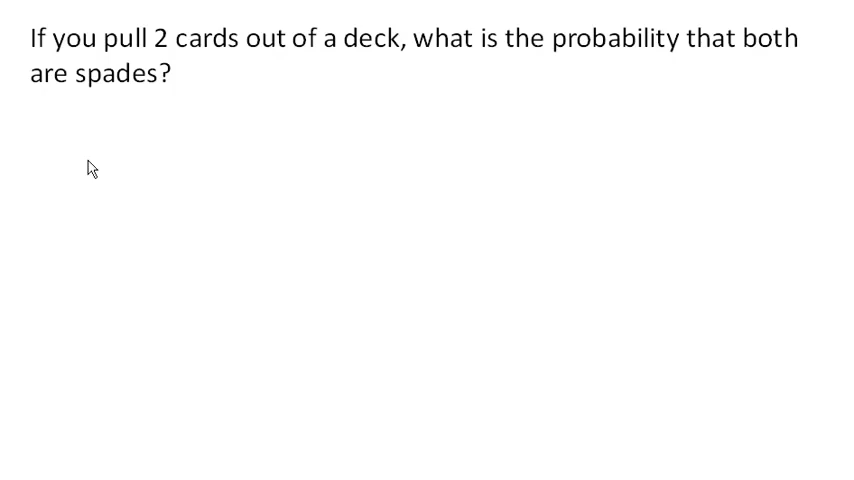 If you pull 2 cards out of a deck, what is the probability that both
are spades?